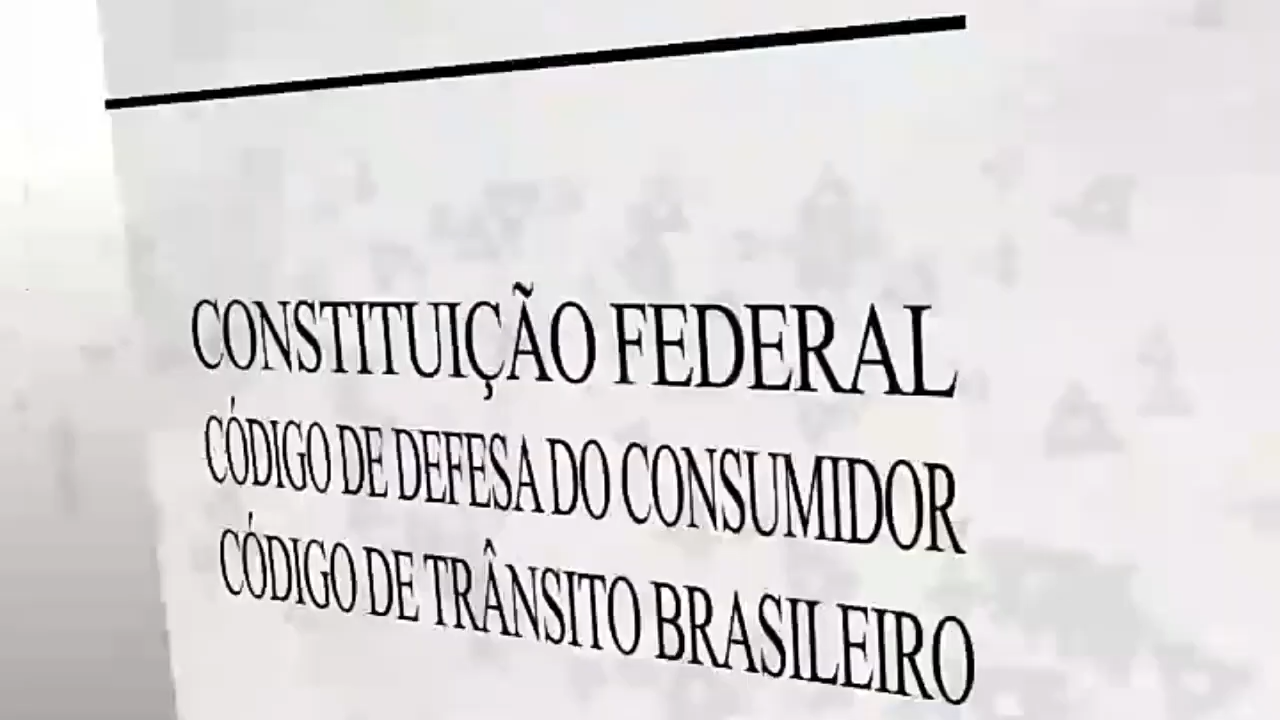 CONSTITUIÇÃO FEDERAL
CÓDIGO DE DEFESA DO CONSUMIDOR
CÓDIGO DE TRÂNSITO BRASILEIRO